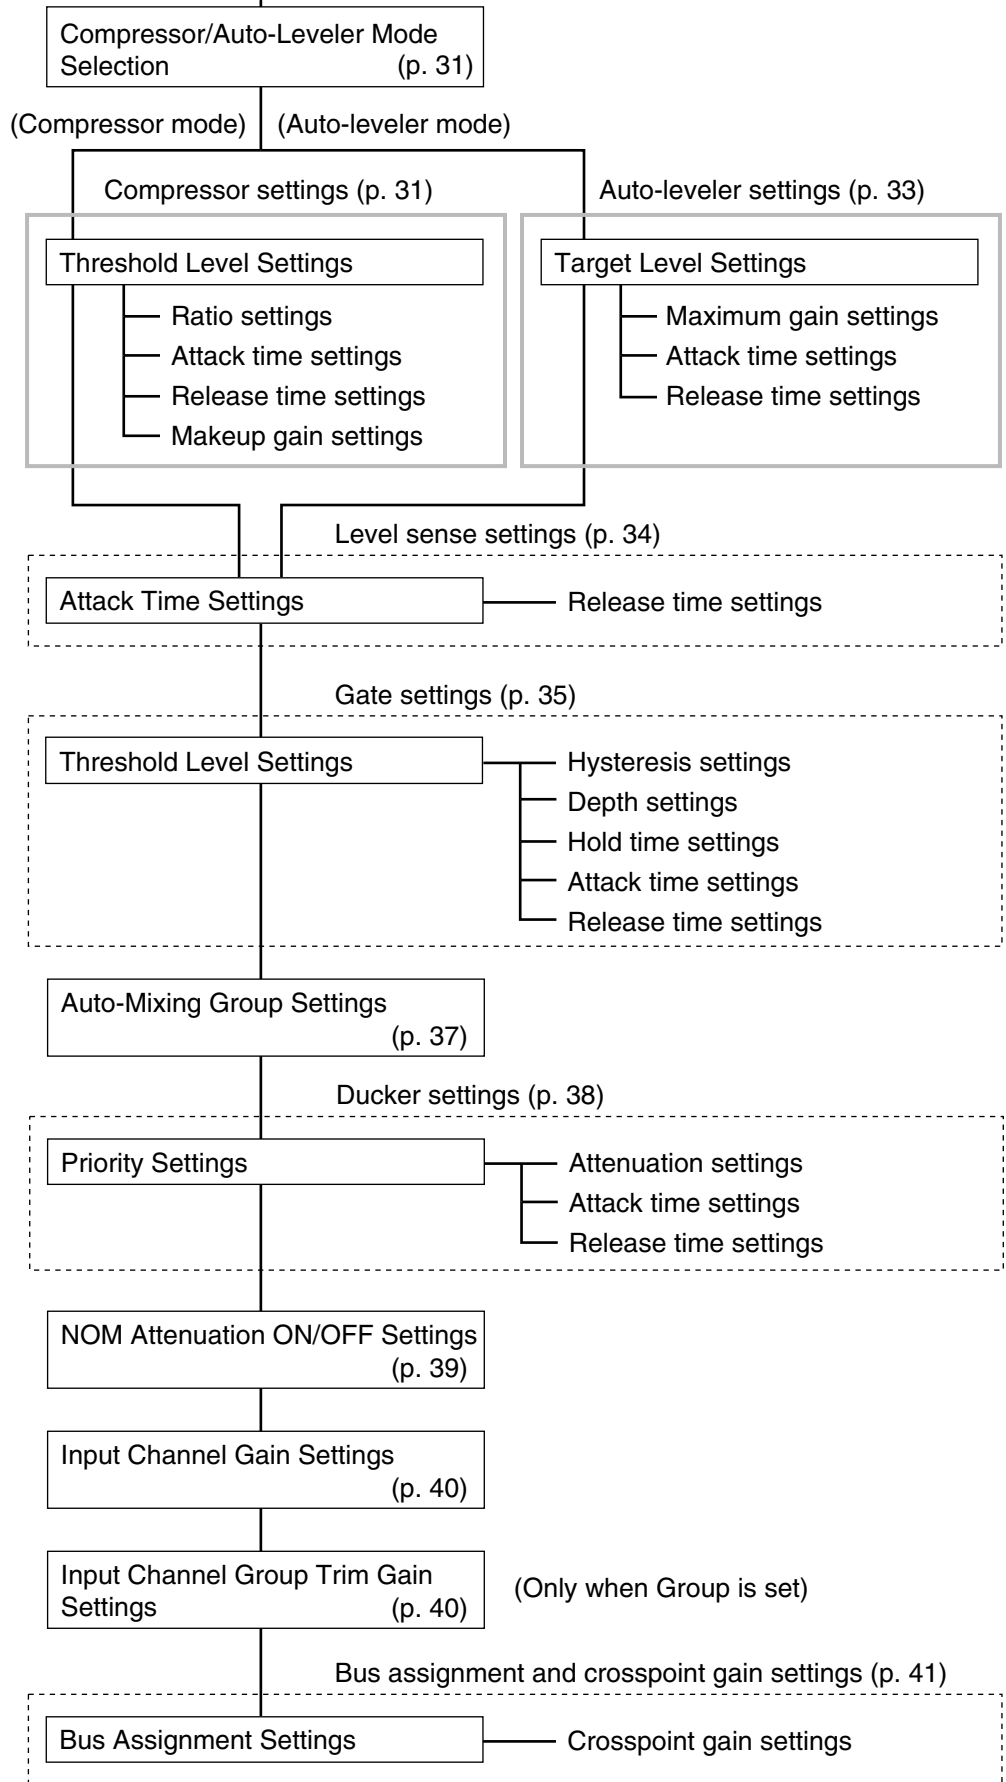 Compressor/Auto-Leveler Mode
Selection (p. 31)
(Compressor mode) (Auto-leveler mode)
Compressor settings (p. 31) Auto-leveler settings (p. 33)
Threshold Level Settings
Ratio settings
Attack time settings
Release time settings
Makeup gain settings
Target Level Settings
Maximum gain settings
Attack time settings
Release time settings
Level sense settings (p. 34)
Attack Time Settings Release time settings
Gate settings (p. 35)
Threshold Level Settings Hysteresis settings
Depth settings
Hold time settings
Attack time settings
Release time settings
Auto-Mixing Group Settings
(p. 37)
Ducker settings (p. 38)
Priority Settings Attenuation settings
Attack time settings
Release time settings
NOM Attenuation ON/OFF Settings
(p. 39)
Input Channel Gain Settings
(p. 40)
Input Channel Group Trim Gain
Settings (p. 40) (Only when Group is set)
Bus assignment and crosspoint gain settings (p. 41)
Bus Assignment Settings Crosspoint gain settings